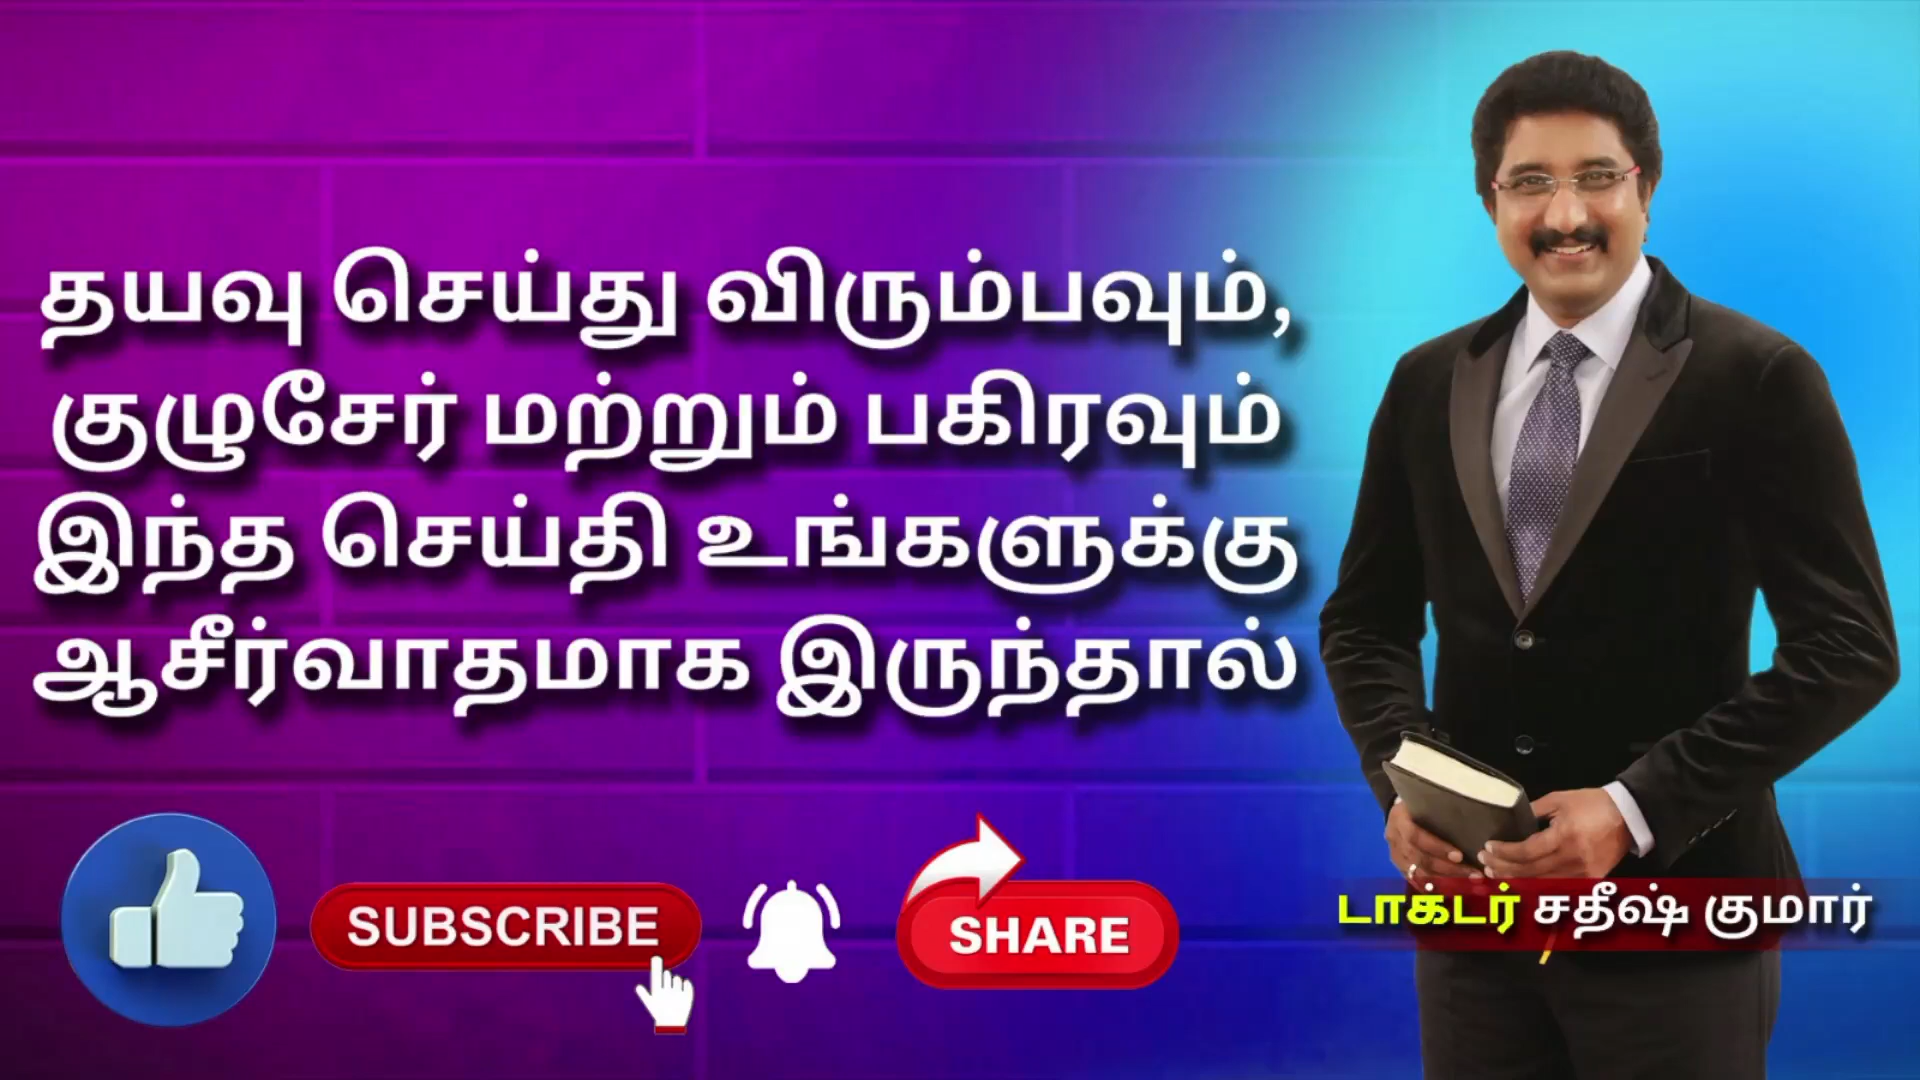 தயவு செய்து விரும்பவும்,
குழுசேர் மற்றும் பகிரவும்
இந்த செய்தி உங்களுக்கு
ஆசீர்வாதமாக இருந்தால்
SUBSCRIBE
SHARE
டாக்டர் சதீஷ் குமார்